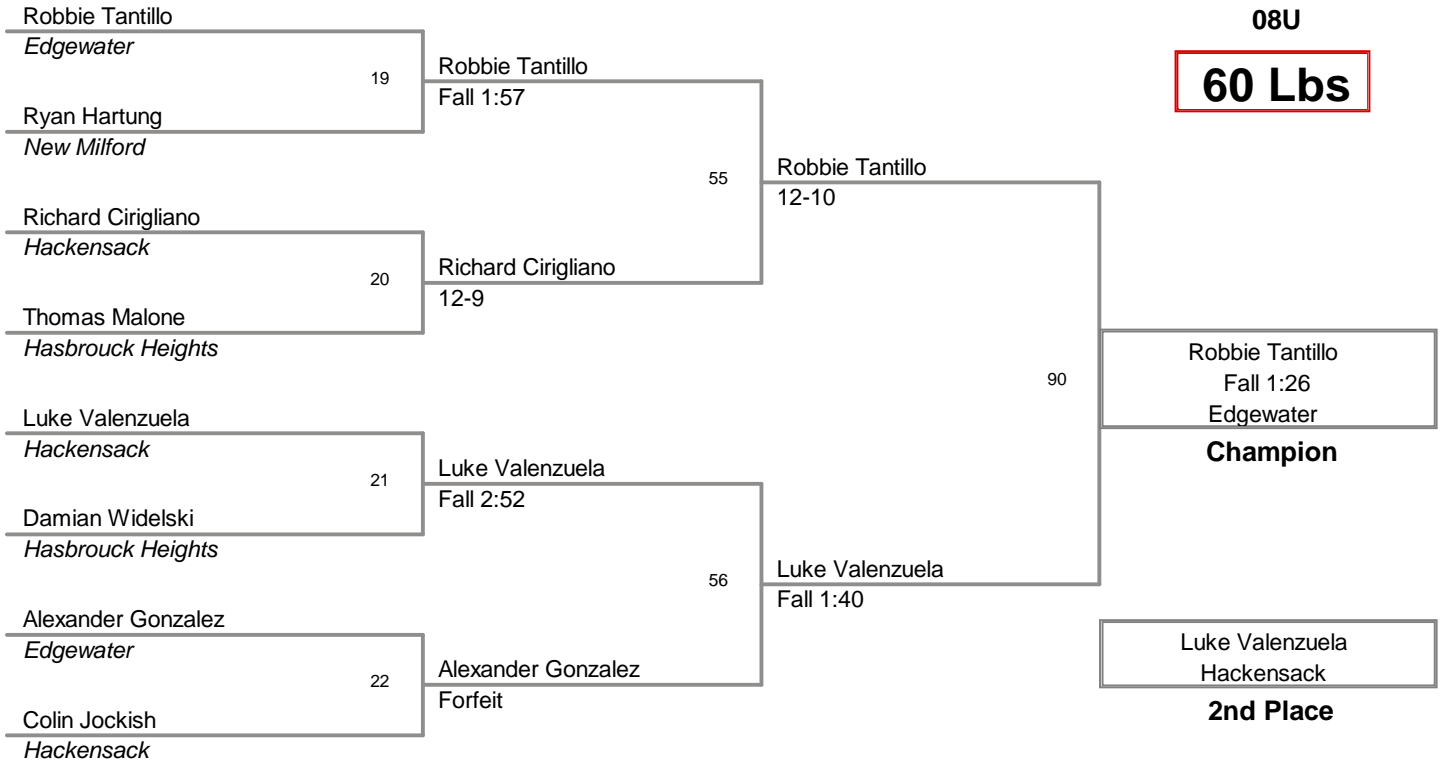 Robbie Tantillo
Edgewater
19
Ryan Hartung
New Milford
Richard Cirigliano
Hackensack
20
Thomas Malone
Hasbrouck Heights
Luke Valenzuela
Hackensack
21
Damian Widelski
Hasbrouck Heights
Alexander Gonzalez
Edgewater
22
Colin Jockish
Hackensack
Robbie Tantillo
Fall 1:57
55
Richard Cirigliano
12-9
Luke Valenzuela
Fall 2:52
56
Alexander Gonzalez
Forfeit
Robbie Tantillo
12-10
90
Luke Valenzuela
Fall 1:40
08U
60 Lbs
Robbie Tantillo
Fall 1:26
Edgewater
Champion
Luke Valenzuela
Hackensack
2nd Place